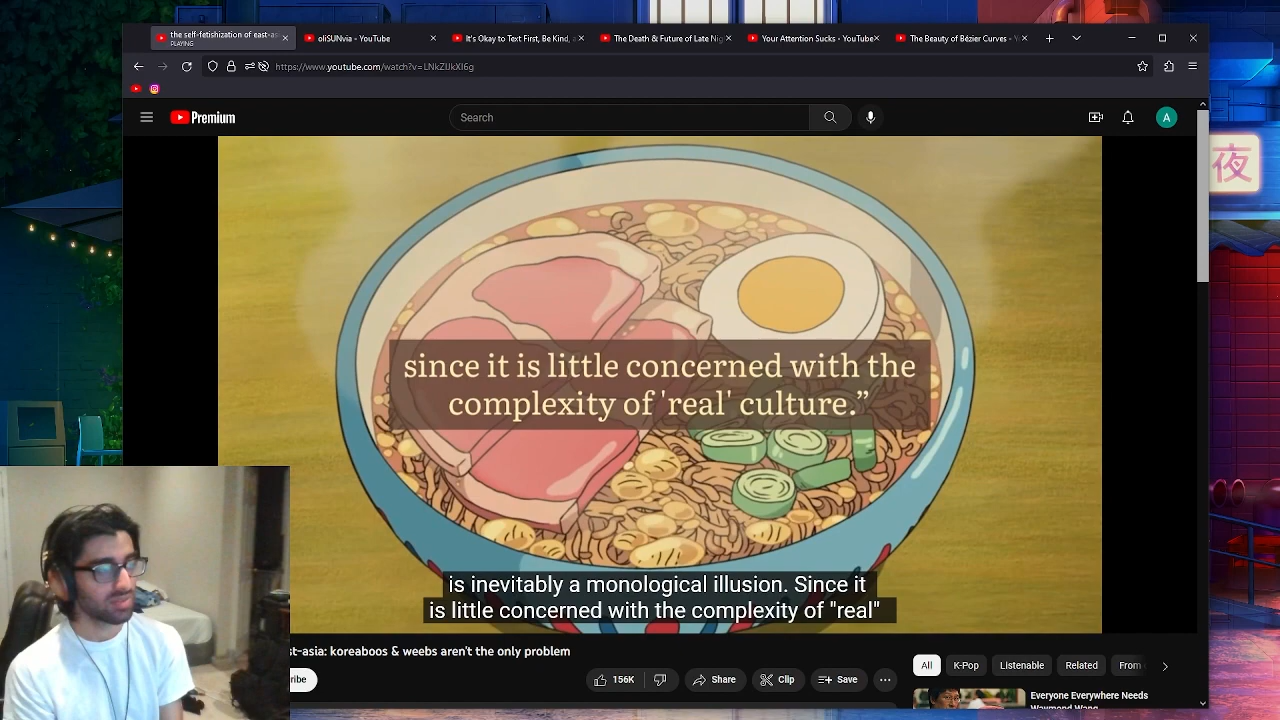 the self-fetishization of east-as
PLAYING
oliSUNvia - YouTube
It's Okay to Text First, Be Kind, a
The Death & Future of Late Nig
Your Attention Sucks - YouTube
The Beauty of Bézier Curves - Y
https://www.youtube.com/watch?v=LNkZUkXI6g
Premium
Search
A
夜
since it is little concerned with the
complexity of 'real' culture.”
is inevitably a monological illusion. Since it
is little concerned with the complexity of "real"
st-asia: koreaboos & weebs aren't the only problem
ribe
156K
Share
Clip
Save
All
K-Pop
Listenable
Related
From
Everyone Everywhere Needs
Waymond Wang